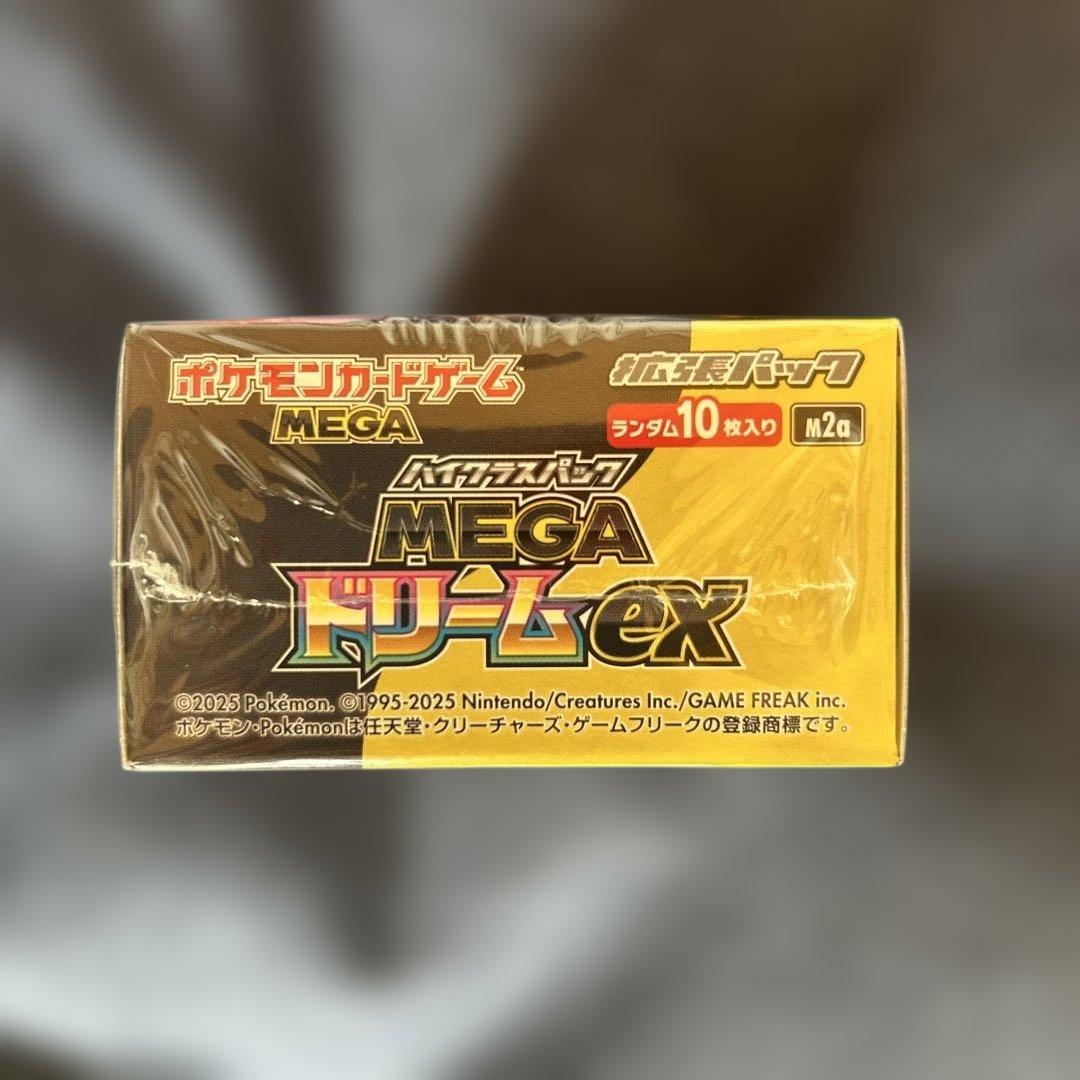 ポケモンカードゲーム
MEGA
拡張パック
ランダム10枚入り
M2a
ハイクラスパック
MEGA
ドリームex
©2025 Pokémon. ©1995-2025 Nintendo/Creatures Inc./GAME FREAK inc.
ポケモン・Pokémonは任天堂・クリーチャーズ・ゲームフリークの登録商標です。